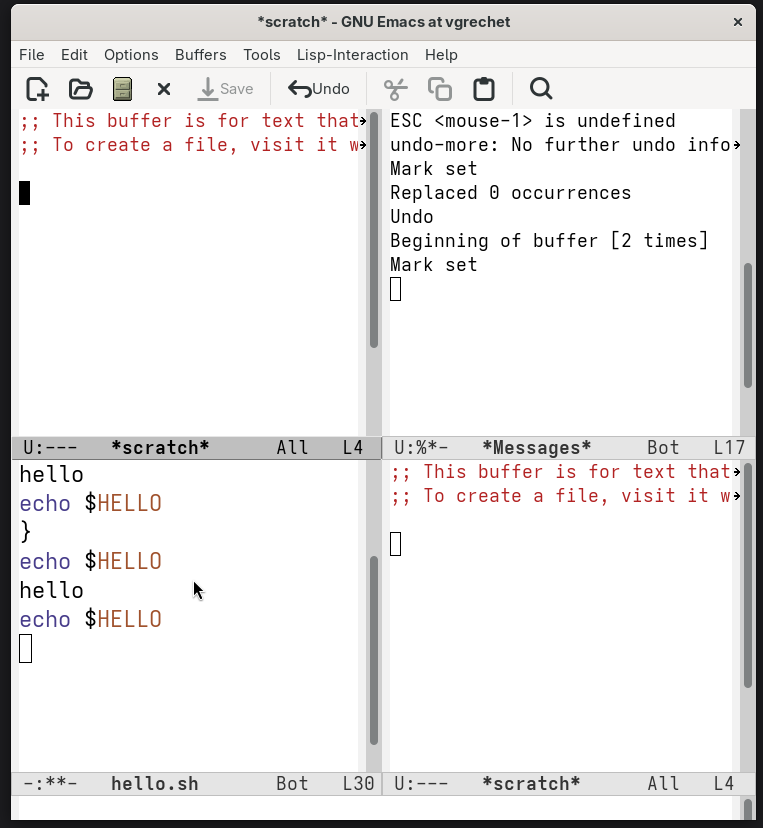 *scratch* - GNU Emacs at vgrechet
File Edit Options Buffers Tools Lisp-Interaction Help
Save Undo
;; This buffer is for text that
;; To create a file, visit it w
U:--- *scratch* All L4
ESC <mouse-1> is undefined
undo-more: No further undo info
Mark set
Replaced 0 occurrences
Undo
Beginning of buffer [2 times]
Mark set
U:%*- *Messages* Bot L17
hello
echo $HELLO
}
echo $HELLO
hello
echo $HELLO
-:**- hello.sh Bot L30
;; This buffer is for text that
;; To create a file, visit it w
U:--- *scratch* All L4